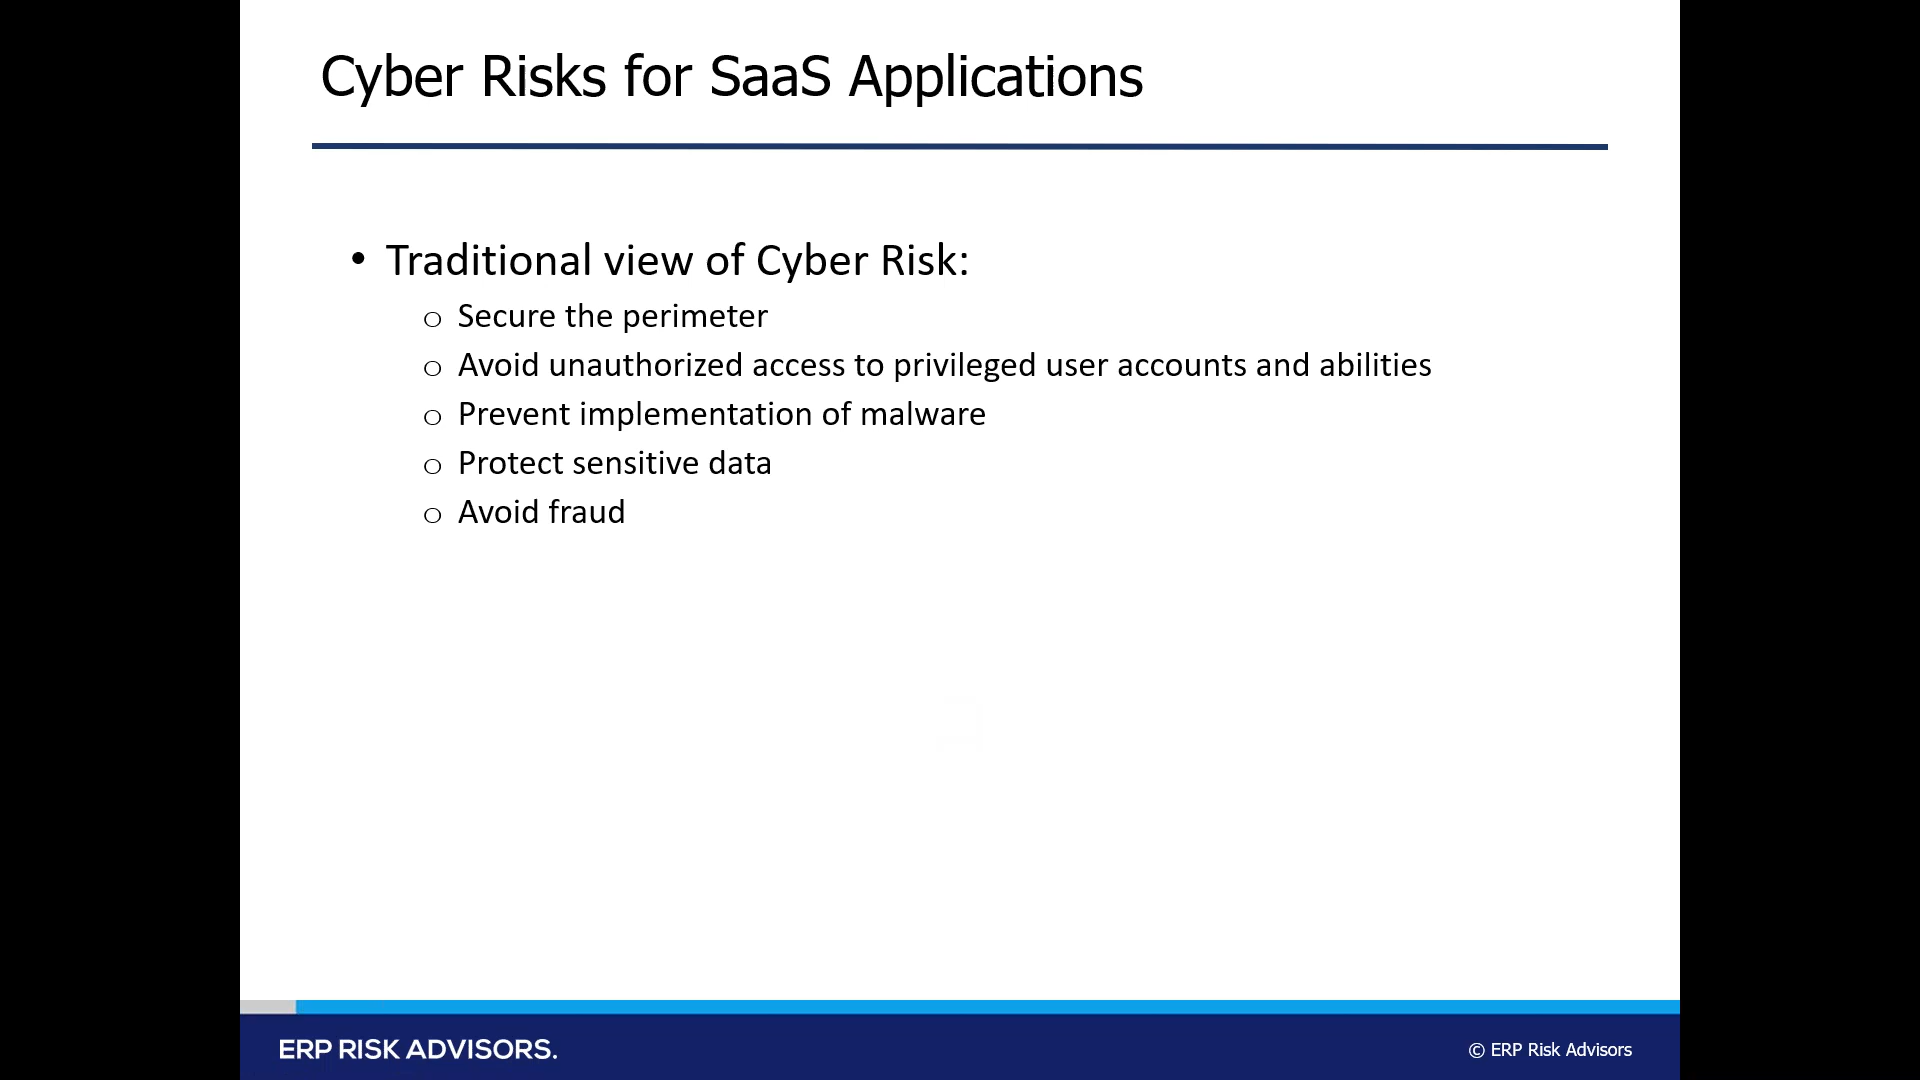 Cyber Risks for SaaS Applications
• Traditional view of Cyber Risk:
o Secure the perimeter
o Avoid unauthorized access to privileged user accounts and abilities
o Prevent implementation of malware
o Protect sensitive data
o Avoid fraud
ERP RISK ADVISORS.
© ERP Risk Advisors